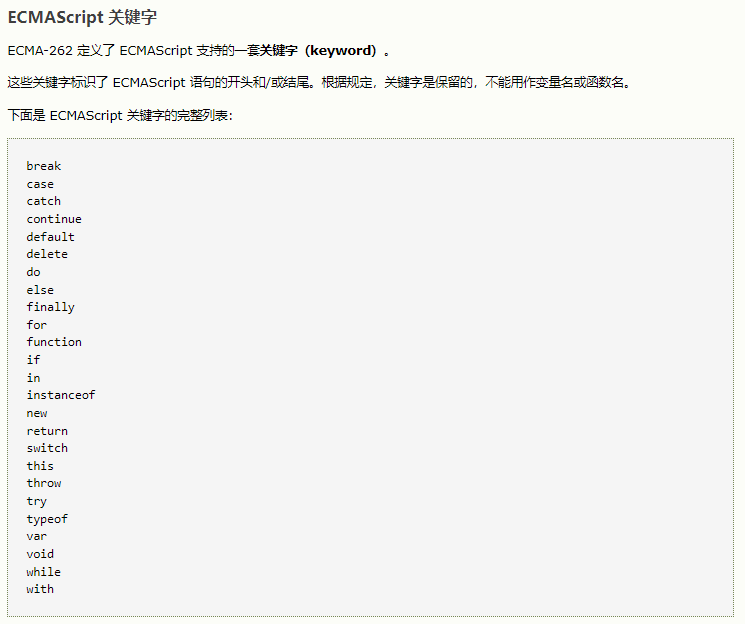 ECMAScript 关键字
ECMA-262 定义了 ECMAScript 支持的一套关键字（keyword）。
这些关键字标识了 ECMAScript 语句的开头和/或结尾。根据规定，关键字是保留的，不能用作变量名或函数名。
下面是 ECMAScript 关键字的完整列表：
break
case
catch
continue
default
delete
do
else
finally
for
function
if
in
instanceof
new
return
switch
this
throw
try
typeof
var
void
while
with